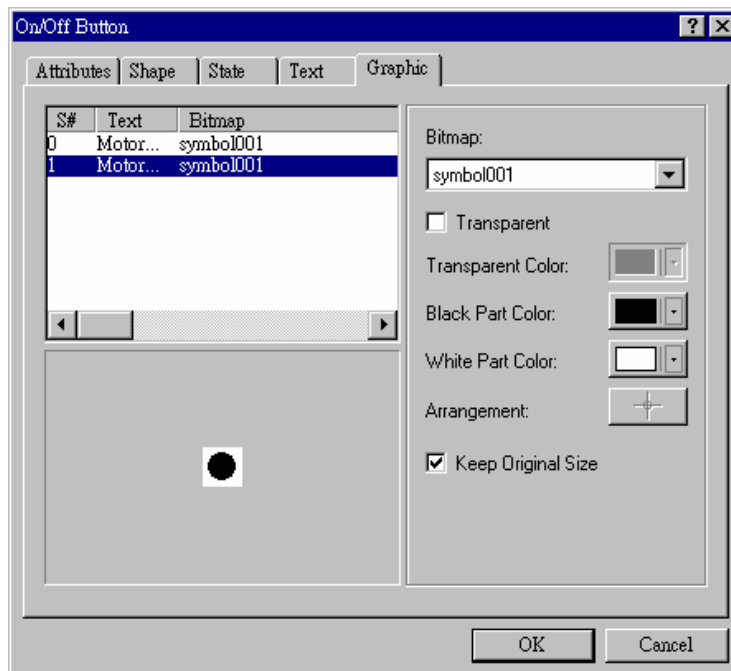 On/Off Button
Attributes Shape State Text Graphic
S# Text Bitmap
0 Motor... symbol001
1 Motor... symbol001
Bitmap:
symbol001
Transparent
Transparent Color:
Black Part Color:
White Part Color:
Arrangement:
Keep Original Size
OK Cancel